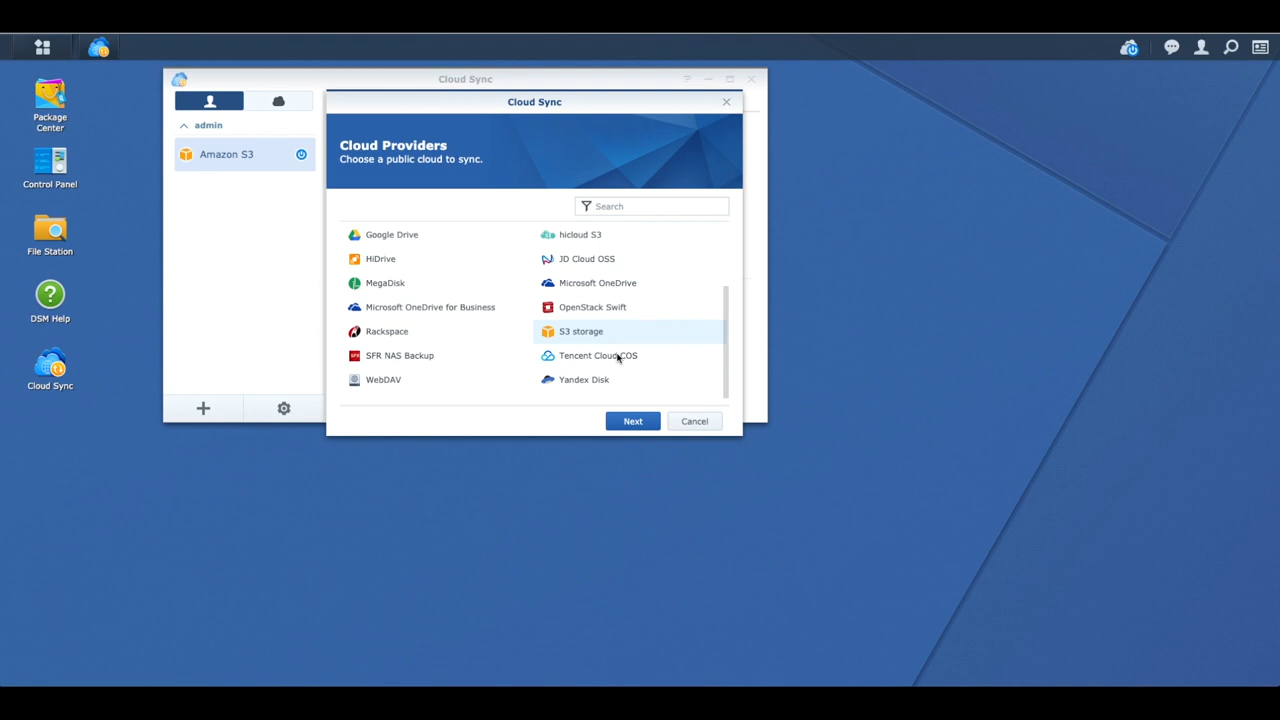 Cloud Sync
Cloud Sync
Package
Center
Control Panel
File Station
DSM Help
Cloud Sync
admin
Amazon S3
Cloud Providers
Choose a public cloud to sync.
Search
Google Drive
hicloud S3
HiDrive
JD Cloud OSS
MegaDisk
Microsoft OneDrive
Microsoft OneDrive for Business
OpenStack Swift
Rackspace
S3 storage
SFR NAS Backup
Tencent Cloud COS
WebDAV
Yandex Disk
Next
Cancel